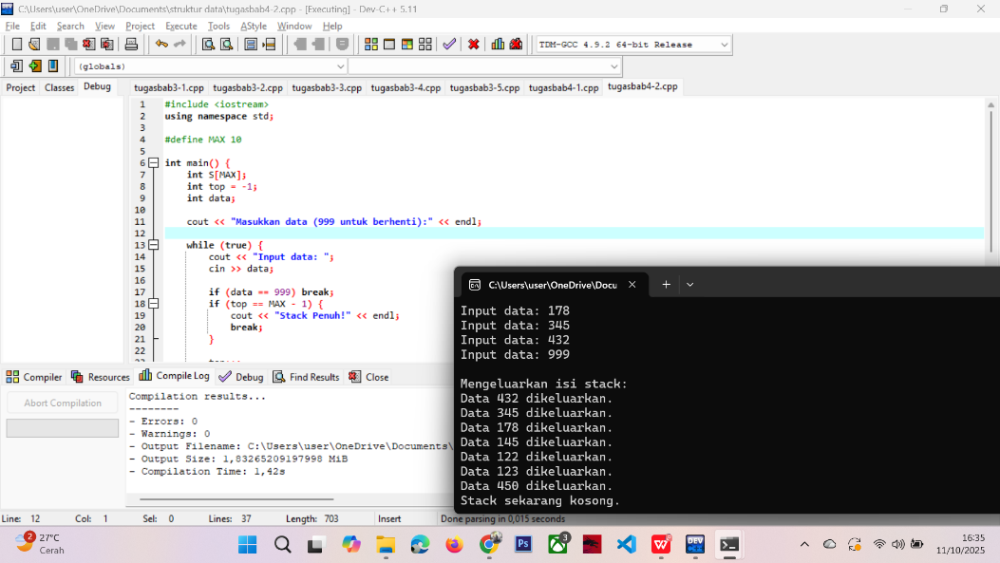 C:\Users\user\OneDrive\Documents\struktur data\tugasbab4-2.cpp - [Executing] - Dev-C++ 5.11
File Edit Search View Project Execute Tools AStyle Window Help
TDM-GCC 4.9.2 64-bit Release
(globals)
Project Classes Debug
tugasbab3-1.cpp tugasbab3-2.cpp tugasbab3-3.cpp tugasbab3-4.cpp tugasbab3-5.cpp tugasbab4-1.cpp tugasbab4-2.cpp
1 #include <iostream>
2 using namespace std;
3
4 #define MAX 10
5
6 int main() {
7 int S[MAX];
8 int top = -1;
9 int data;
10
11 cout << "Masukkan data (999 untuk berhenti):" << endl;
12
13 while (true) {
14 cout << "Input data: ";
15 cin >> data;
16
17 if (data == 999) break;
18 if (top == MAX - 1) {
19 cout << "Stack Penuh!" << endl;
20 break;
21 }
22
C:\Users\user\OneDrive\Docu
Input data: 178
Input data: 345
Input data: 432
Input data: 999
Mengeluarkan isi stack:
Data 432 dikeluarkan.
Data 345 dikeluarkan.
Data 178 dikeluarkan.
Data 145 dikeluarkan.
Data 122 dikeluarkan.
Data 123 dikeluarkan.
Data 450 dikeluarkan.
Stack sekarang kosong.
Compiler Resources Compile Log Debug Find Results Close
Abort Compilation
Compilation results...
--------
- Errors: 0
- Warnings: 0
- Output Filename: C:\Users\user\OneDrive\Documents\
- Output Size: 1,83265209197998 MiB
- Compilation Time: 1,42s
Line: 12 Col: 1 Sel: 0 Lines: 37 Length: 703 Insert Done parsing in 0,015 seconds
2
27°C
Cerah
Ps
3
DEV
16:35
11/10/2025